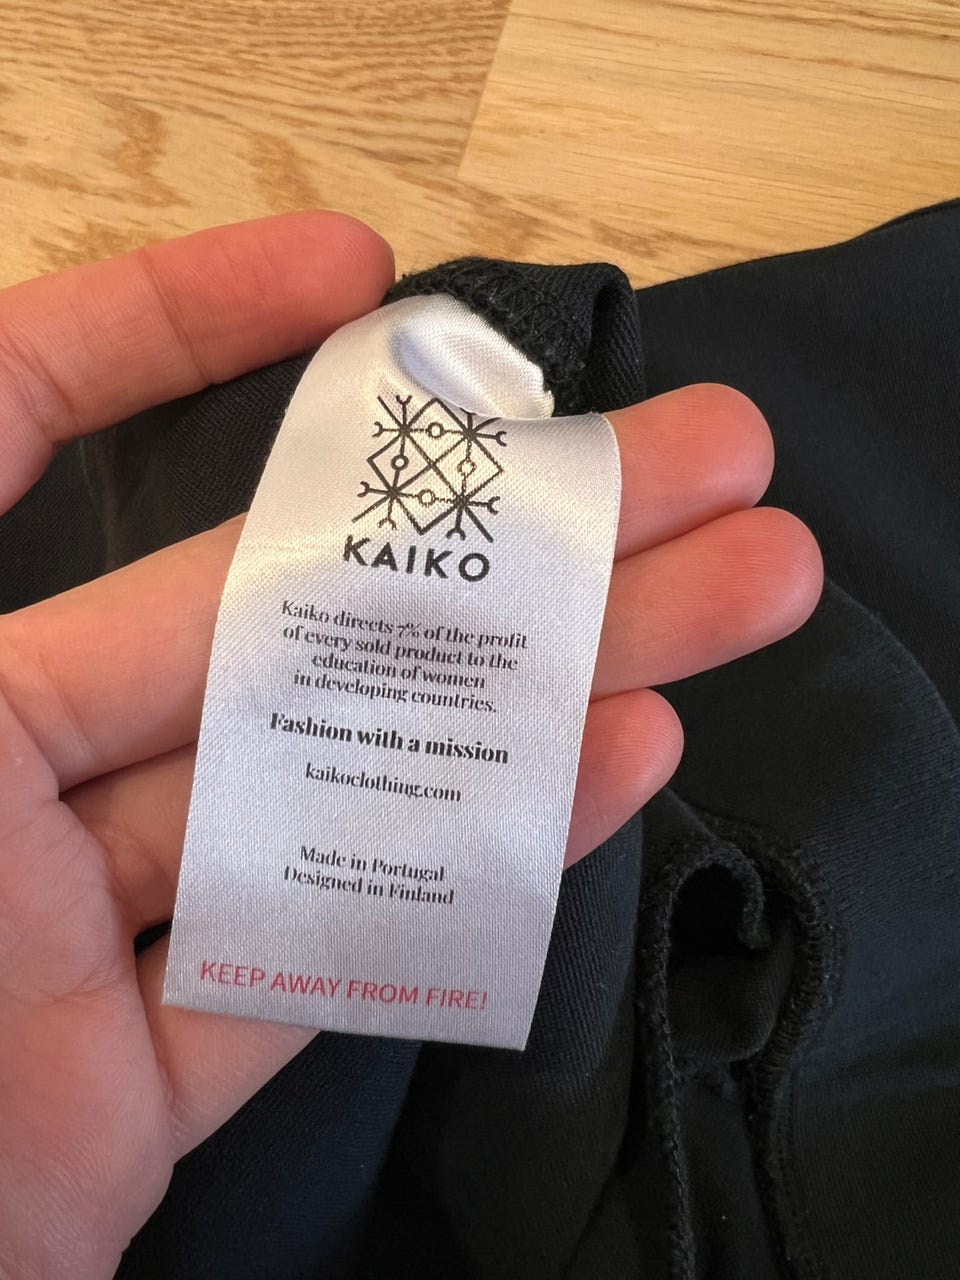 KAIKO
Kaiko directs 7% of the profit
of every sold product to the
education of women
in developing countries.
Fashion with a mission
kaikoclothing.com
Made in Portugal
Designed in Finland
KEEP AWAY FROM FIRE!